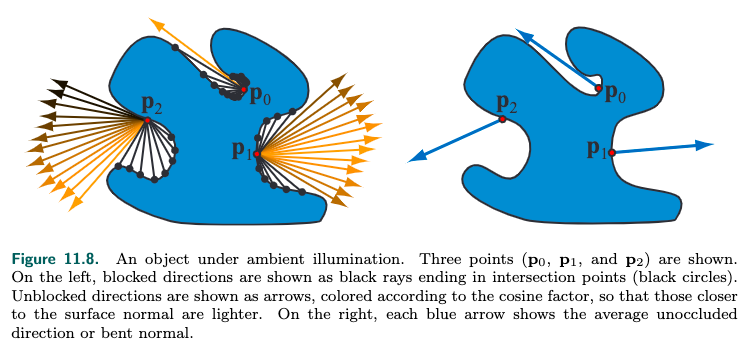 p2
p0
p1
p2
p0
p1
Figure 11.8. An object under ambient illumination. Three points (p0, p1, and p2) are shown.
On the left, blocked directions are shown as black rays ending in intersection points (black circles).
Unblocked directions are shown as arrows, colored according to the cosine factor, so that those closer
to the surface normal are lighter. On the right, each blue arrow shows the average unoccluded
direction or bent normal.